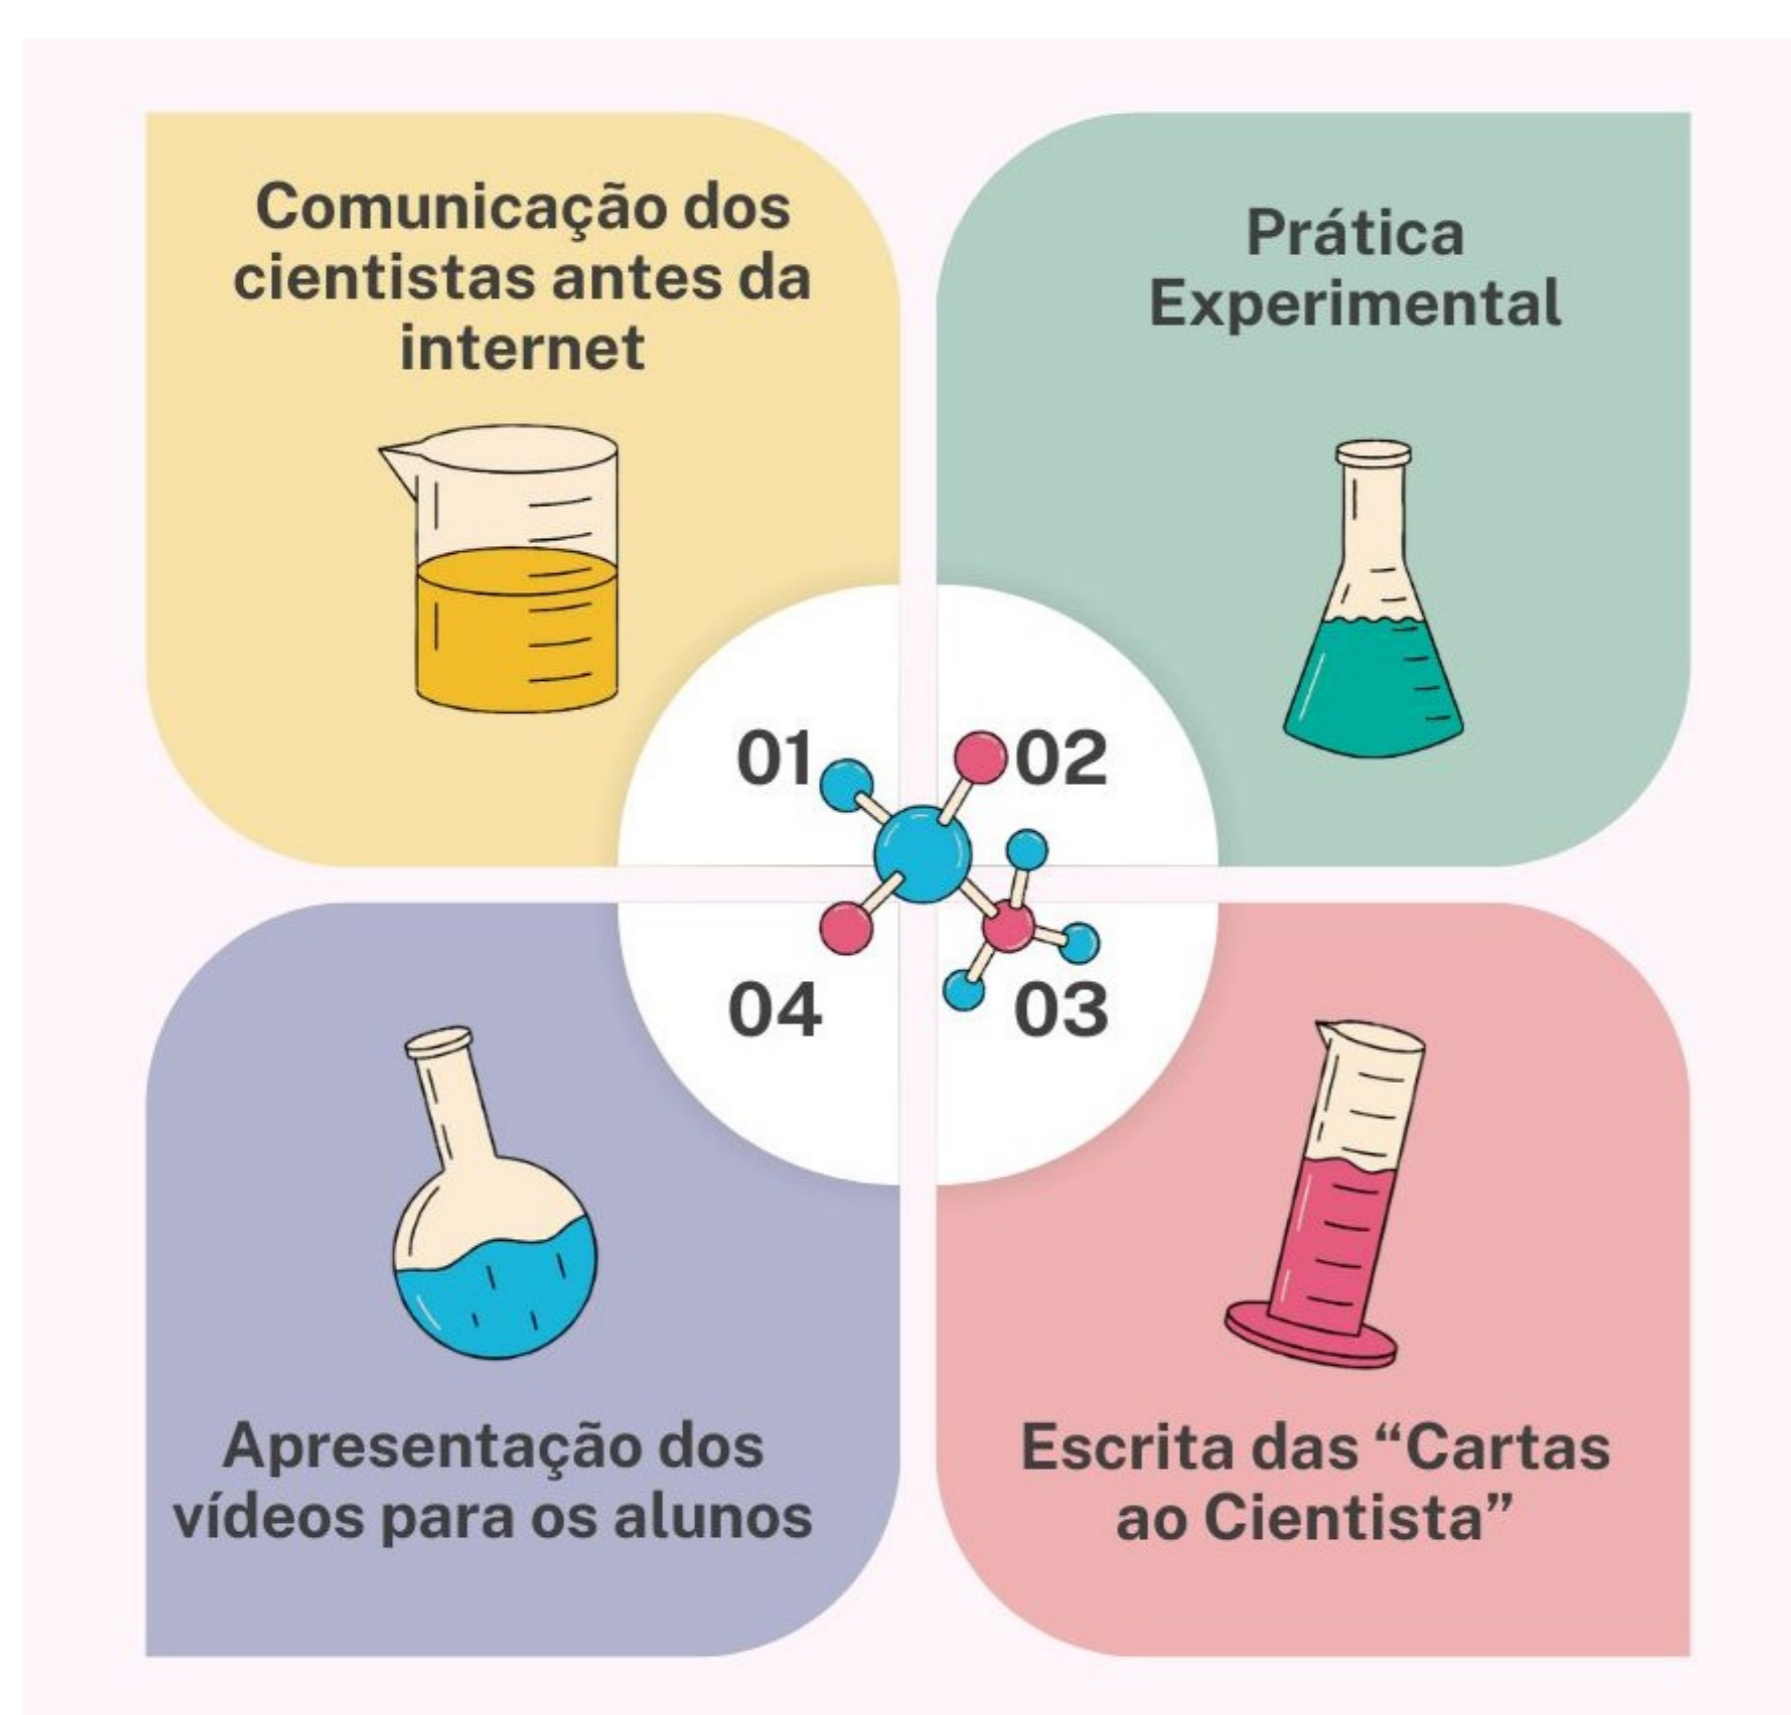 Comunicação dos
cientistas antes da
internet
Prática
Experimental
01
02
04
03
Apresentação dos
vídeos para os alunos
Escrita das “Cartas
ao Cientista”